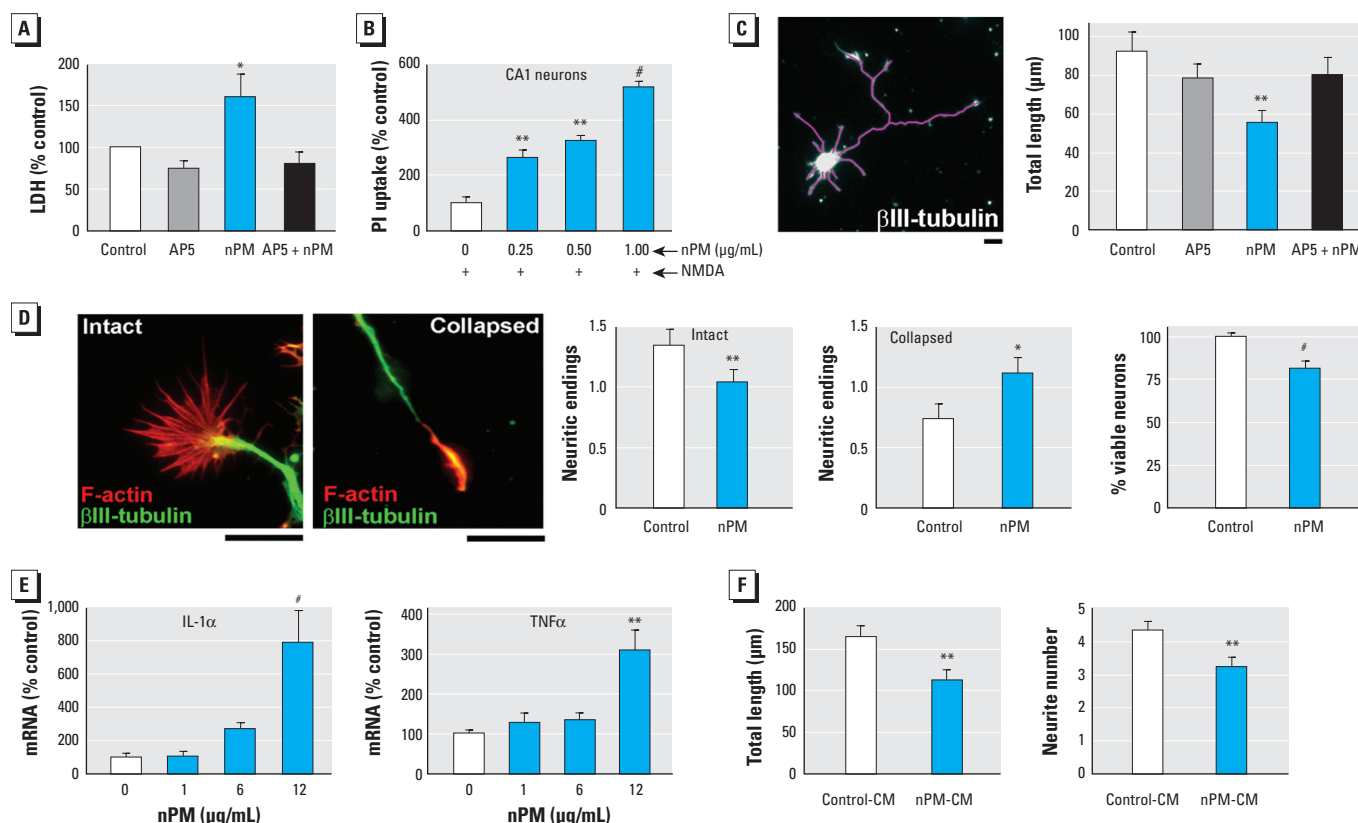 A
LDH (% control)
200
150
100
50
0
*
Control AP5 nPM AP5 + nPM
B
PI uptake (% control)
600
400
200
0
CA1 neurons
** ** #
0 0.25 0.50 1.00 nPM (µg/mL)
+ + + + NMDA
C
βIII-tubulin
Total length (µm)
100
80
60
40
20
0
**
Control AP5 nPM AP5 + nPM
D
Intact
F-actin
βIII-tubulin
Collapsed
F-actin
βIII-tubulin
Neuritic endings
1.5
1.0
0.5
0
Intact
**
Control nPM
Neuritic endings
1.5
1.0
0.5
0
Collapsed
*
Control nPM
% viable neurons
100
75
50
25
0
#
Control nPM
E
mRNA (% control)
1,000
800
600
400
200
0
IL-1α
#
0 1 6 12
nPM (µg/mL)
mRNA (% control)
400
300
200
100
0
TNFα
**
0 1 6 12
nPM (µg/mL)
F
Total length (µm)
200
150
100
50
0
**
Control-CM nPM-CM
Neurite number
5
4
3
2
1
0
**
Control-CM nPM-CM